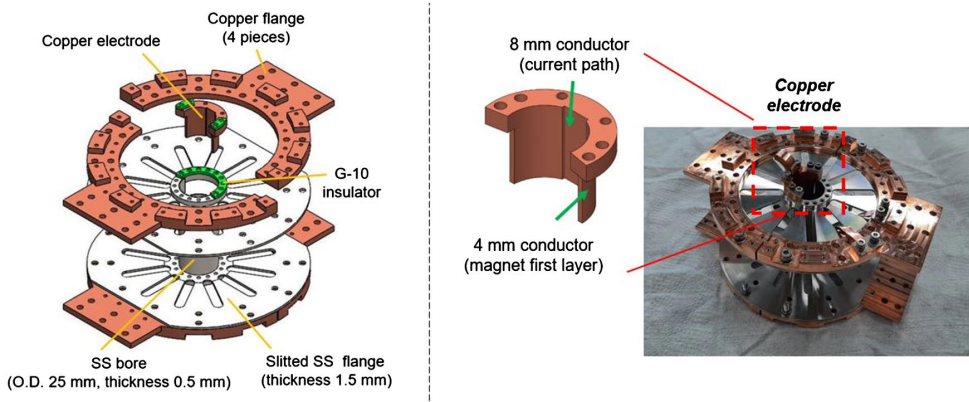 Copper flange
(4 pieces)
Copper electrode
G-10
insulator
SS bore
(O.D. 25 mm, thickness 0.5 mm)
Slitted SS flange
(thickness 1.5 mm)
8 mm conductor
(current path)
4 mm conductor
(magnet first layer)
Copper
electrode